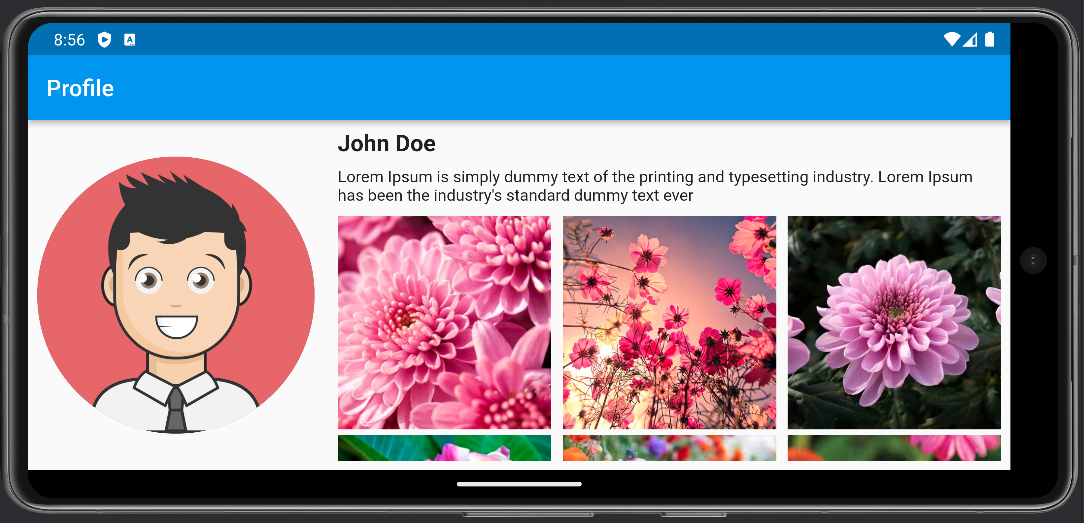 8:56
Profile
John Doe
Lorem Ipsum is simply dummy text of the printing and typesetting industry. Lorem Ipsum
has been the industry's standard dummy text ever